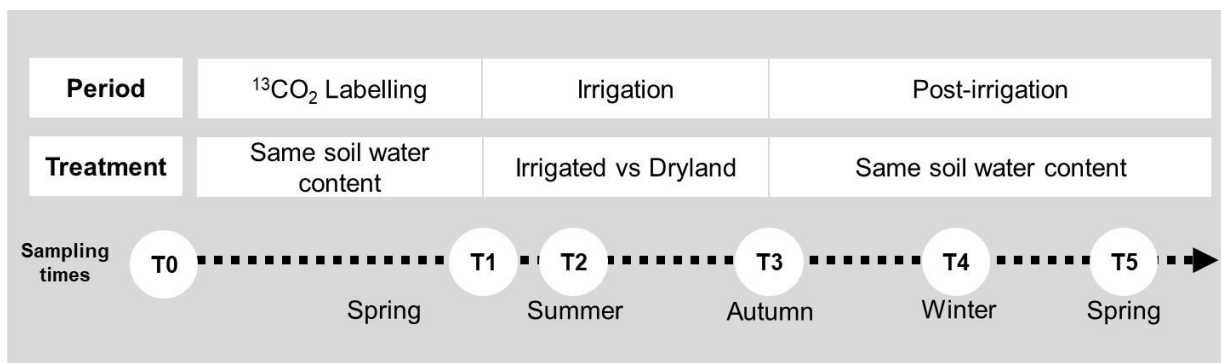 Period
¹³CO₂ Labelling
Irrigation
Post-irrigation
Treatment
Same soil water
content
Irrigated vs Dryland
Same soil water content
Sampling
times
T0
T1
T2
T3
T4
T5
Spring
Summer
Autumn
Winter
Spring